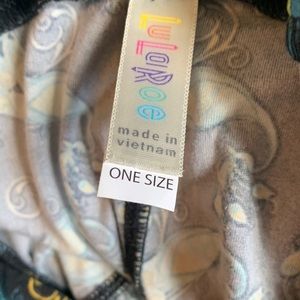 LuLaRoe
made in
vietnam
ONE SIZE